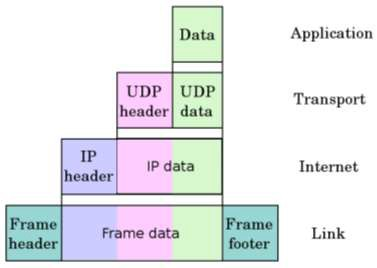 Data
Application
UDP
header
UDP
data
Transport
IP
header
IP data
Internet
Frame
header
Frame data
Frame
footer
Link